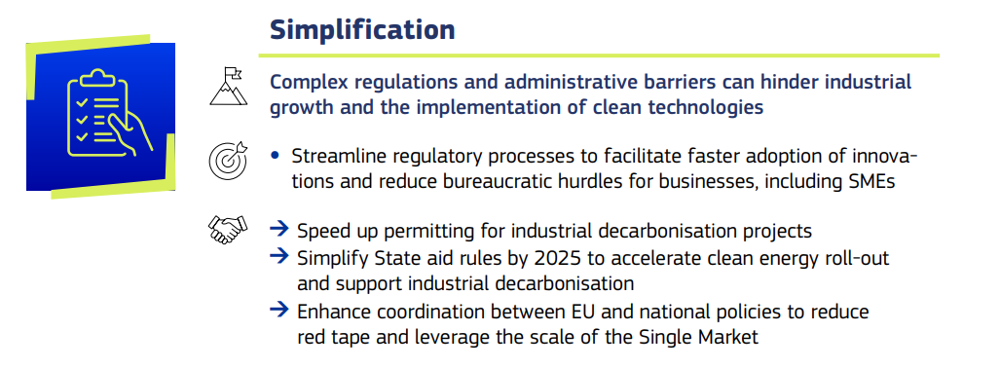 Simplification
Complex regulations and administrative barriers can hinder industrial
growth and the implementation of clean technologies
• Streamline regulatory processes to facilitate faster adoption of innova-
tions and reduce bureaucratic hurdles for businesses, including SMEs
→ Speed up permitting for industrial decarbonisation projects
→ Simplify State aid rules by 2025 to accelerate clean energy roll-out
and support industrial decarbonisation
→ Enhance coordination between EU and national policies to reduce
red tape and leverage the scale of the Single Market